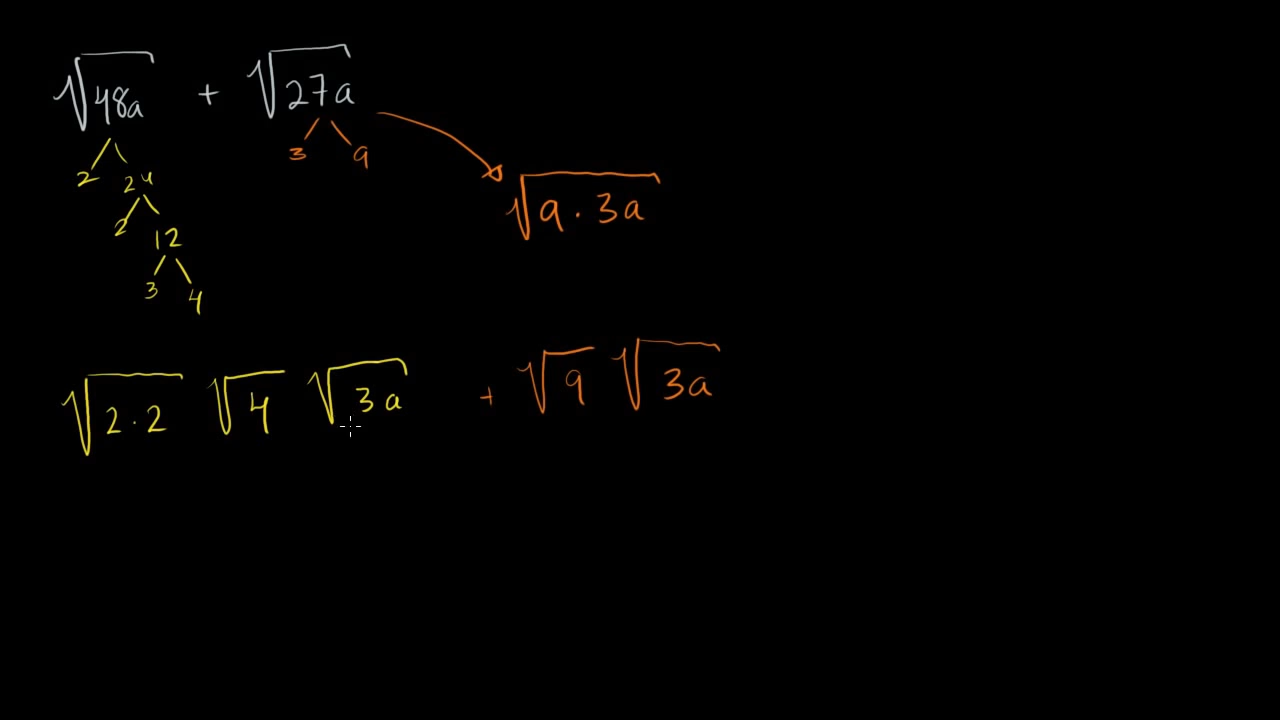 √48a + √27a
3 9
2 24
√9 · 3a
2 12
3 4
√2 · 2 √4 √3a + √9 √3a